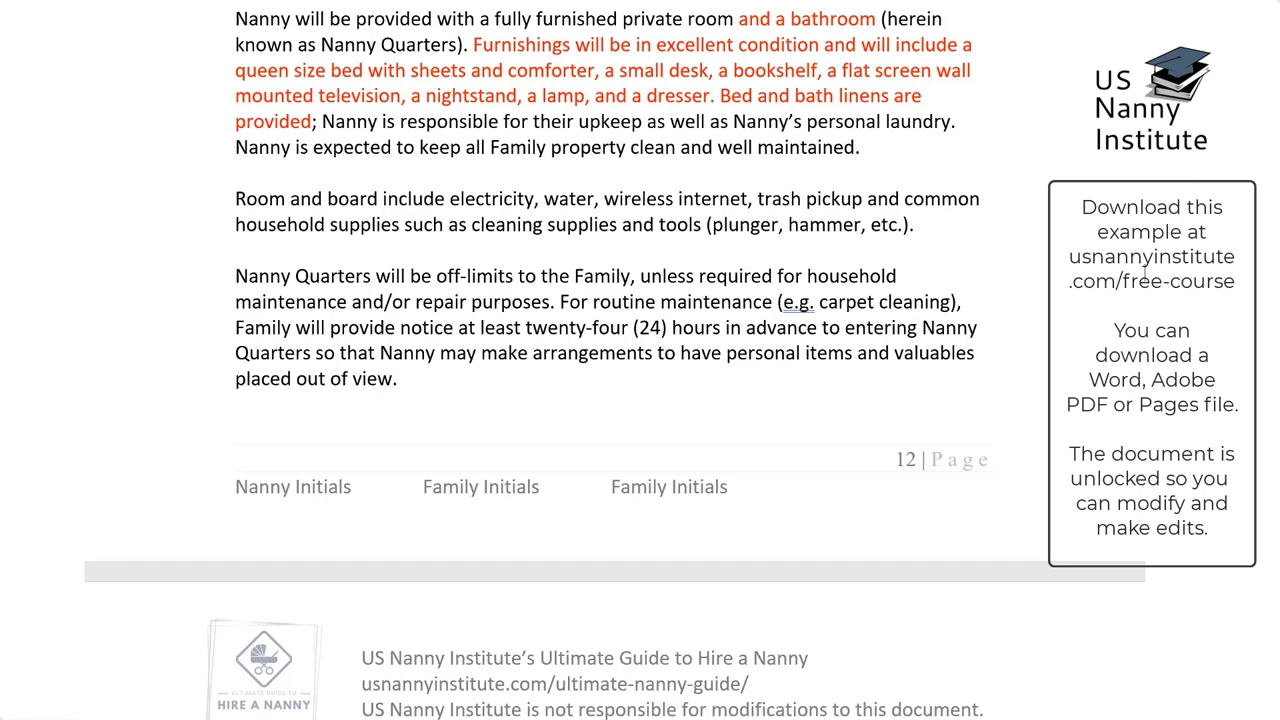 Nanny will be provided with a fully furnished private room and a bathroom (herein
known as Nanny Quarters). Furnishings will be in excellent condition and will include a
queen size bed with sheets and comforter, a small desk, a bookshelf, a flat screen wall
mounted television, a nightstand, a lamp, and a dresser. Bed and bath linens are
provided; Nanny is responsible for their upkeep as well as Nanny's personal laundry.
Nanny is expected to keep all Family property clean and well maintained.
Room and board include electricity, water, wireless internet, trash pickup and common
household supplies such as cleaning supplies and tools (plunger, hammer, etc.).
Nanny Quarters will be off-limits to the Family, unless required for household
maintenance and/or repair purposes. For routine maintenance (e.g. carpet cleaning),
Family will provide notice at least twenty-four (24) hours in advance to entering Nanny
Quarters so that Nanny may make arrangements to have personal items and valuables
placed out of view.
12 | Page
Nanny Initials Family Initials Family Initials
ULTIMATE GUIDE TO
HIRE A NANNY
US Nanny Institute's Ultimate Guide to Hire a Nanny
usnannyinstitute.com/ultimate-nanny-guide/
US Nanny Institute is not responsible for modifications to this document.
US
Nanny
Institute
Download this
example at
usnannyinstitute
.com/free-course
You can
download a
Word, Adobe
PDF or Pages file.
The document is
unlocked so you
can modify and
make edits.